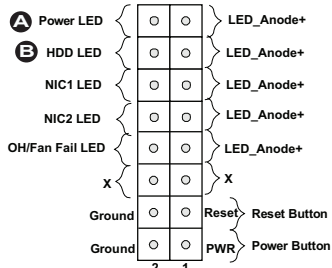 A Power LED LED_Anode+
B HDD LED LED_Anode+
NIC1 LED LED_Anode+
NIC2 LED LED_Anode+
OH/Fan Fail LED LED_Anode+
X X
Ground Reset Reset Button
Ground PWR Power Button
2 1